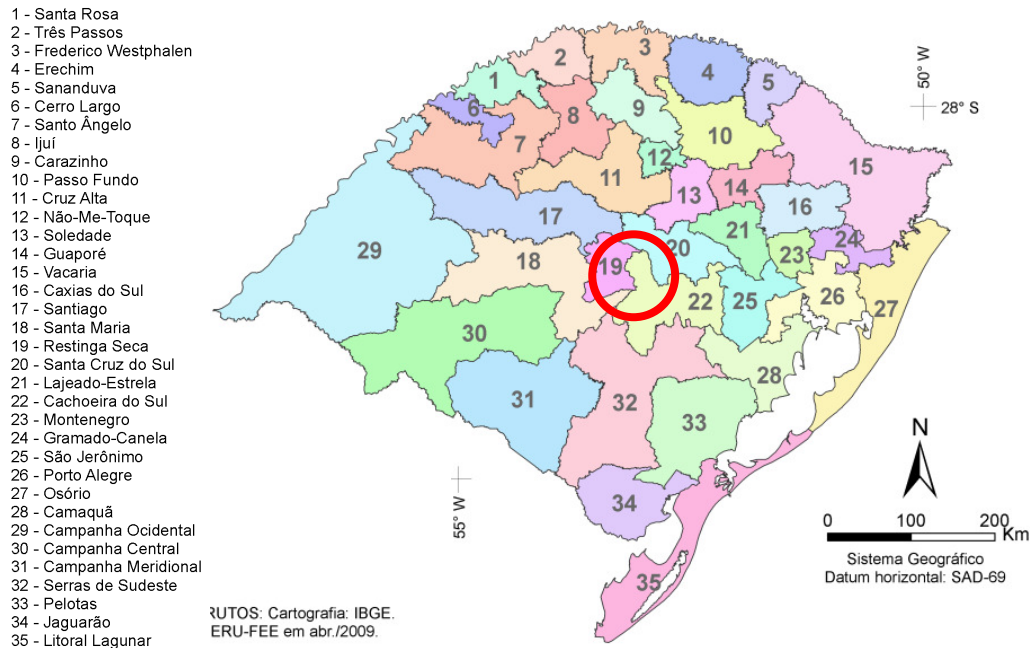 1 - Santa Rosa
2 - Três Passos
3 - Frederico Westphalen
4 - Erechim
5 - Sananduva
6 - Cerro Largo
7 - Santo Ângelo
8 - Ijuí
9 - Carazinho
10 - Passo Fundo
11 - Cruz Alta
12 - Não-Me-Toque
13 - Soledade
14 - Guaporé
15 - Vacaria
16 - Caxias do Sul
17 - Santiago
18 - Santa Maria
19 - Restinga Seca
20 - Santa Cruz do Sul
21 - Lajeado-Estrela
22 - Cachoeira do Sul
23 - Montenegro
24 - Gramado-Canela
25 - São Jerônimo
26 - Porto Alegre
27 - Osório
28 - Camaquã
29 - Campanha Ocidental
30 - Campanha Central
31 - Campanha Meridional
32 - Serras de Sudeste
33 - Pelotas
34 - Jaguarão
35 - Litoral Lagunar
1
2
3
4
5
6
7
8
9
10
11
12
13
14
15
16
17
18
19
20
21
22
23
24
25
26
27
28
29
30
31
32
33
34
35
50° W
28° S
55° W
N
0 100 200 Km
Sistema Geográfico
Datum horizontal: SAD-69
RUTOS: Cartografia: IBGE.
ERU-FEE em abr./2009.